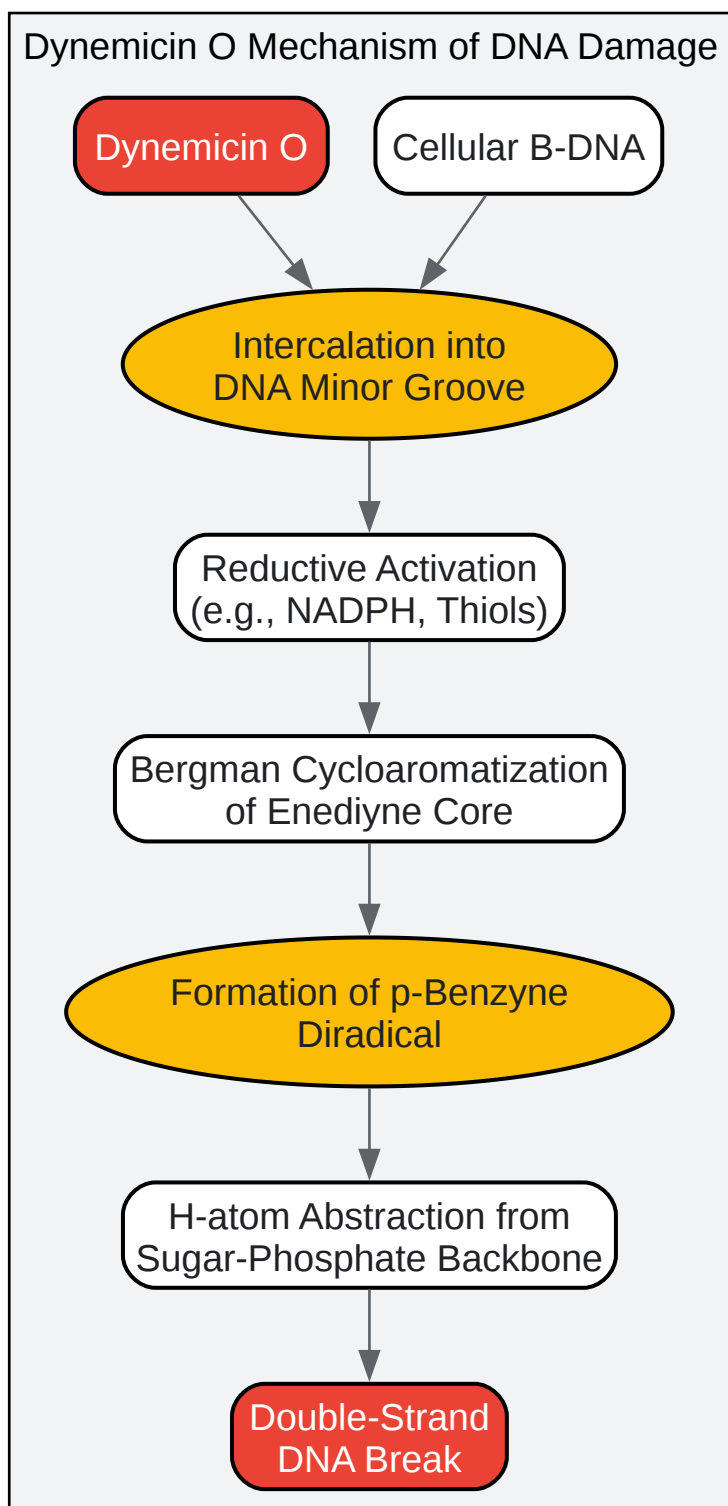 Dynemicin O Mechanism of DNA Damage
Dynemicin O
Cellular B-DNA
Intercalation into
DNA Minor Groove
Reductive Activation
(e.g., NADPH, Thiols)
Bergman Cycloaromatization
of Enediyne Core
Formation of p-Benzyne
Diradical
H-atom Abstraction from
Sugar-Phosphate Backbone
Double-Strand
DNA Break